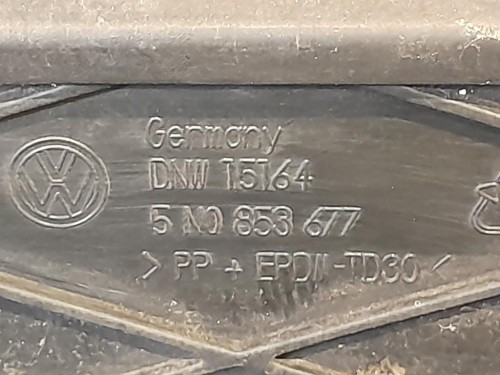 Germany
DNW 15164
5 N0 853 677
> PP + EPDM-TD30 <